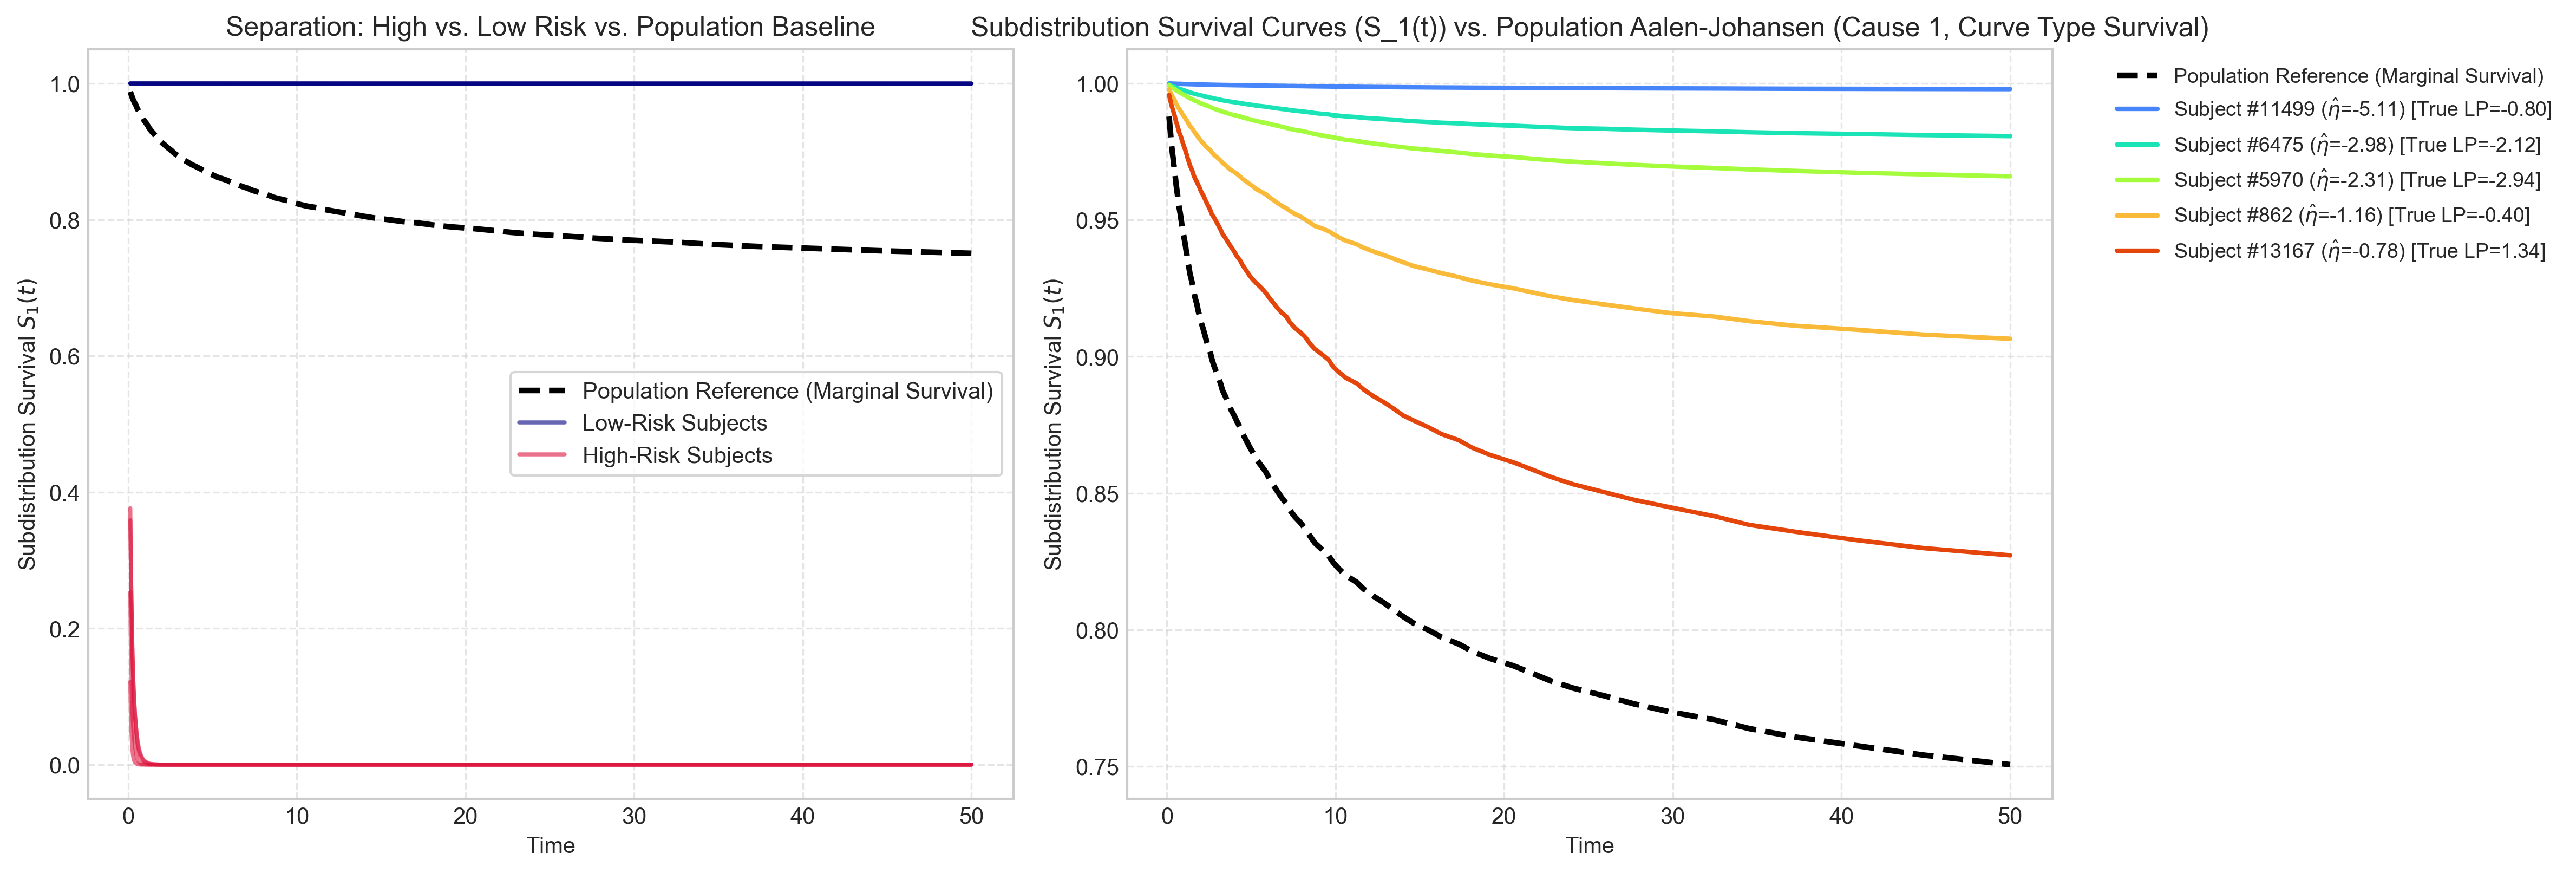 Separation: High vs. Low Risk vs. Population Baseline
Subdistribution Survival S₁(t)
1.0
0.8
0.6
0.4
0.2
0.0
Population Reference (Marginal Survival)
Low-Risk Subjects
High-Risk Subjects
0 10 20 30 40 50
Time
Subdistribution Survival Curves (S_1(t)) vs. Population Aalen-Johansen (Cause 1, Curve Type Survival)
Subdistribution Survival S₁(t)
1.00
0.95
0.90
0.85
0.80
0.75
0 10 20 30 40 50
Time
Population Reference (Marginal Survival)
Subject #11499 (η̂=-5.11) [True LP=-0.80]
Subject #6475 (η̂=-2.98) [True LP=-2.12]
Subject #5970 (η̂=-2.31) [True LP=-2.94]
Subject #862 (η̂=-1.16) [True LP=-0.40]
Subject #13167 (η̂=-0.78) [True LP=1.34]